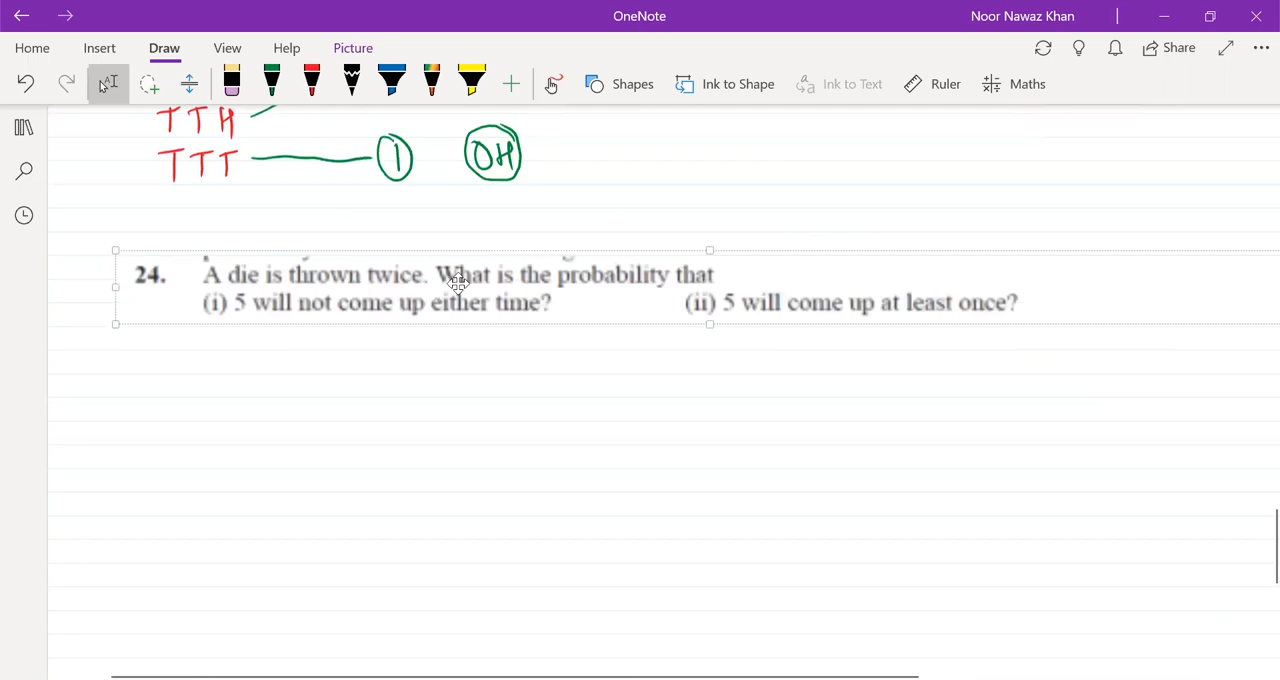 OneNote
Noor Nawaz Khan
Home Insert Draw View Help Picture
Share
Shapes Ink to Shape Ink to Text Ruler Maths
T T H
T T T 1 OH
24. A die is thrown twice. What is the probability that
(i) 5 will not come up either time? (ii) 5 will come up at least once?